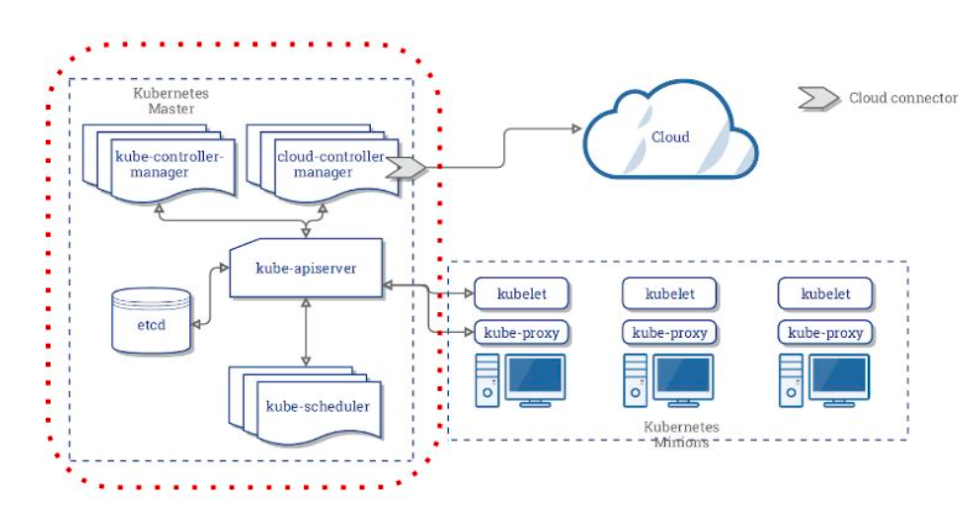 Kubernetes
Master
kube-controller-
manager
cloud-controller
manager
Cloud
Cloud connector
kube-apiserver
etcd
kube-scheduler
kubelet
kubelet
kubelet
kube-proxy
kube-proxy
kube-proxy
Kubernetes
Minions